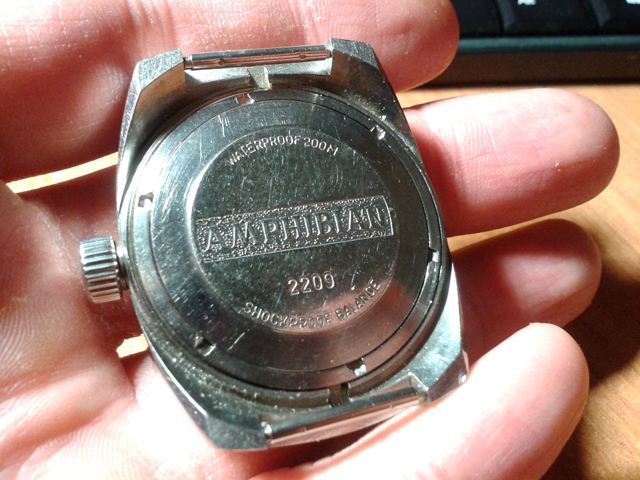 WATERPROOF 200M
AMPHIBIAN
2209
SHOCKPROOF BALANCE